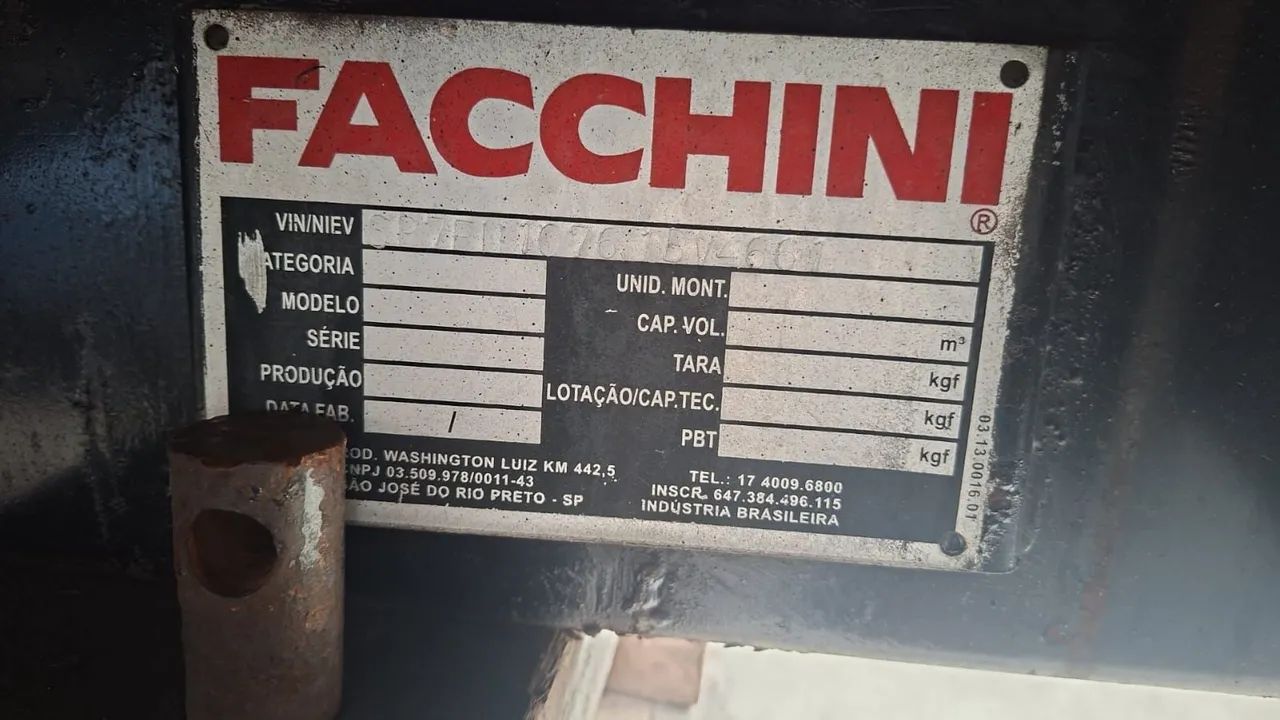 FACCHINI
®
VIN/NIEV
ATEGORIA
MODELO
SÉRIE
PRODUÇÃO
DATA FAB. /
UNID. MONT.
CAP. VOL. m³
TARA kgf
LOTAÇÃO/CAP.TEC. kgf
PBT kgf
OD. WASHINGTON LUIZ KM 442,5
NPJ 03.509.978/0011-43
ÃO JOSÉ DO RIO PRETO - SP
TEL.: 17 4009.6800
INSCR. 647.384.496.115
INDÚSTRIA BRASILEIRA
03.13.0016.01